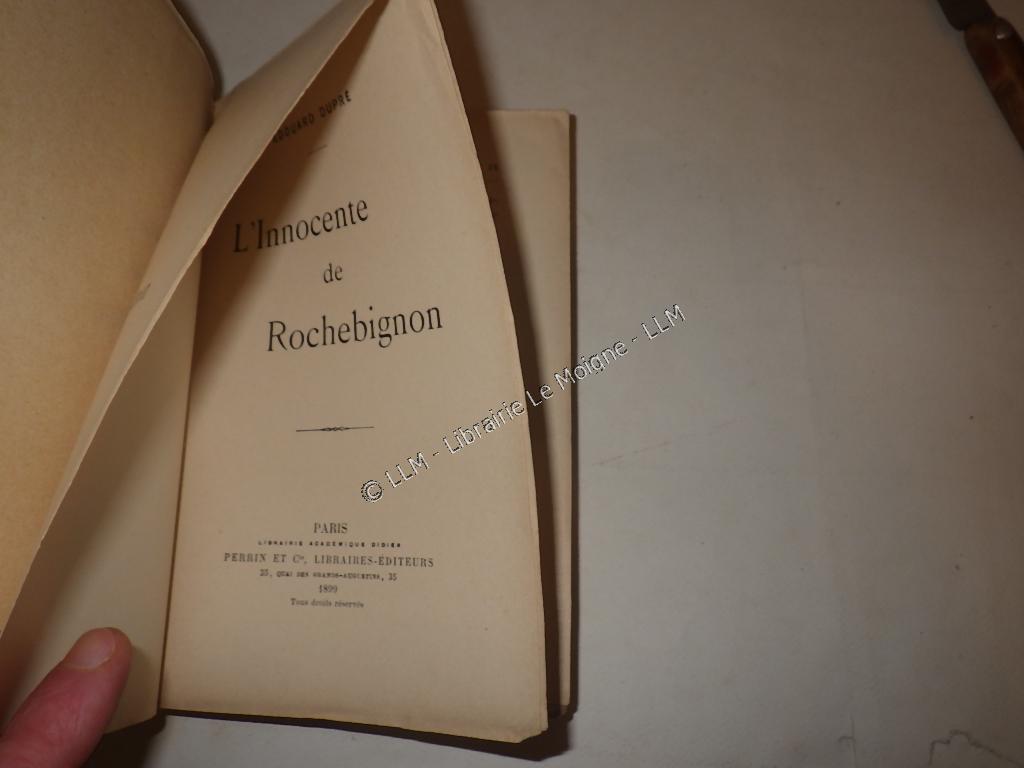 DUPRÉ
L'Innocente
de
Rochebignon
PARIS
LIBRAIRIE ACADÉMIQUE DIDIER
PERRIN ET Cie, LIBRAIRES-ÉDITEURS
35, QUAI DES GRANDS-AUGUSTINS, 35
1899
Tous droits réservés
© LLM - Librairie Le Moigne - LLM